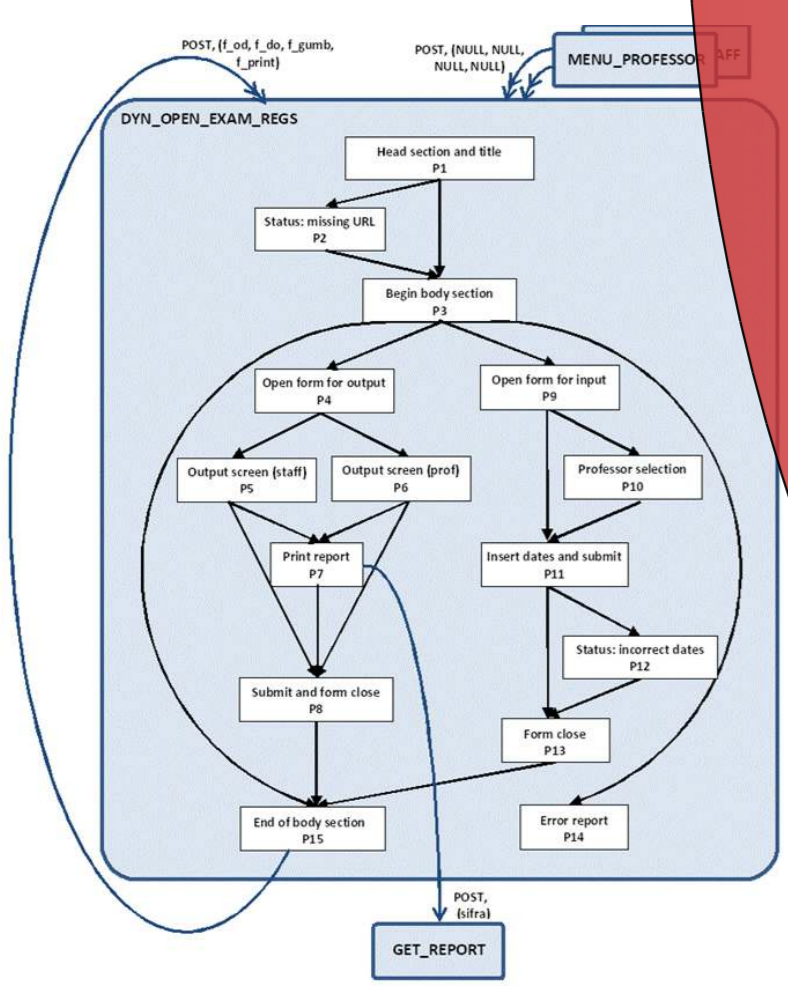 POST, (f_od, f_do, f_gumb,
f_print)
POST, (NULL, NULL,
NULL, NULL)
MENU_PROFESSOR
AFF
DYN_OPEN_EXAM_REGS
Head section and title
P1
Status: missing URL
P2
Begin body section
P3
Open form for output
P4
Open form for input
P9
Output screen (staff)
P5
Output screen (prof)
P6
Professor selection
P10
Print report
P7
Insert dates and submit
P11
Status: incorrect dates
P12
Submit and form close
P8
Form close
P13
End of body section
P15
Error report
P14
POST,
(sifra)
GET_REPORT